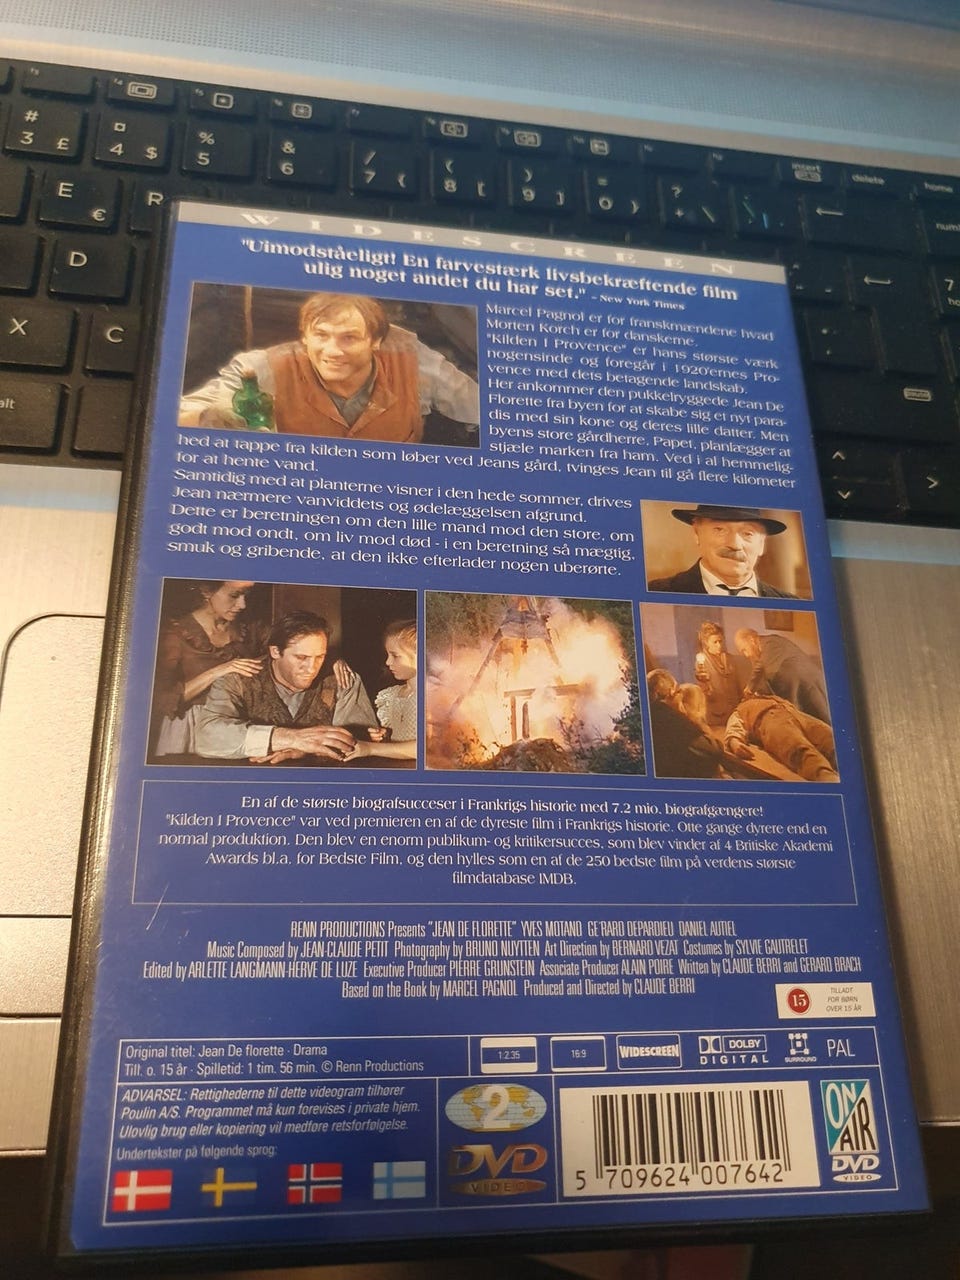 # 3 £
¤ 4 $
% 5
& 6
/ 7 {
( 8 [
) 9 ]
= 0 }
? + \
insert
delete
home
E €
R
num
D
7
X
C
alt
pause
WIDESCREEN
"Uimodståeligt! En farvestærk livsbekræftende film
ulig noget andet du har set." - New York Times
Marcel Pagnol er for franskmændene hvad
Morten Korch er for danskerne.
"Kilden I Provence" er hans største værk
nogensinde og foregår i 1920'ernes Pro-
vence med dets betagende landskab.
Her ankommer den pukkelryggede Jean De
Florette fra byen for at skabe sig et nyt para-
dis med sin kone og deres lille datter. Men
byens store gårdherre, Papet, planlægger at
stjæle marken fra ham. Ved i al hemmelig-
hed at tappe fra kilden som løber ved Jeans gård, tvinges Jean til gå flere kilometer
for at hente vand.
Samtidig med at planterne visner i den hede sommer, drives
Jean nærmere vanviddets og ødelæggelsen afgrund.
Dette er beretningen om den lille mand mod den store, om
godt mod ondt, om liv mod død - i en beretning så mægtig,
smuk og gribende, at den ikke efterlader nogen uberørte.
En af de største biografsucceser i Frankrigs historie med 7.2 mio. biografgængere!
"Kilden I Provence" var ved premieren en af de dyreste film i Frankrigs historie. Otte gange dyrere end en
normal produktion. Den blev en enorm publikum- og kritikersucces, som blev vinder af 4 Britiske Akademi
Awards bl.a. for Bedste Film, og den hylles som en af de 250 bedste film på verdens største
filmdatabase IMDB.
RENN PRODUCTIONS Presents "JEAN DE FLORETTE" YVES MOTAND GE'RARD DEPARDIEU DANIEL AUTIEL
Music Composed by JEAN-CLAUDE PETIT Photography by BRUNO NUYTTEN Art Direction by BERNARD VEZAT Costumes by SYLVIE GAUTRELET
Edited by ARLETTE LANGMANN-HERVE DE LUZE Executive Producer PIERRE GRUNSTEIN Associate Producer ALAIN POIRE Written by CLAUDE BERRI and GERARD BRACH
Based on the Book by MARCEL PAGNOL Produced and Directed by CLAUDE BERRI
15
TILLADT
FOR BØRN
OVER 15 ÅR
Original titel: Jean De florette · Drama
Till. o. 15 år · Spilletid: 1 tim. 56 min. © Renn Productions
1:2.35
16:9
WIDESCREEN
DOLBY
DIGITAL
SURROUND
PAL
ADVARSEL: Rettighederne til dette videogram tilhører
Poulin A/S. Programmet må kun forevises i private hjem.
Ulovlig brug eller kopiering vil medføre retsforfølgelse.
Undertekster på følgende sprog:
2
DVD
VIDEO
5 709624 007642
ON
AIR
DVD
VIDEO